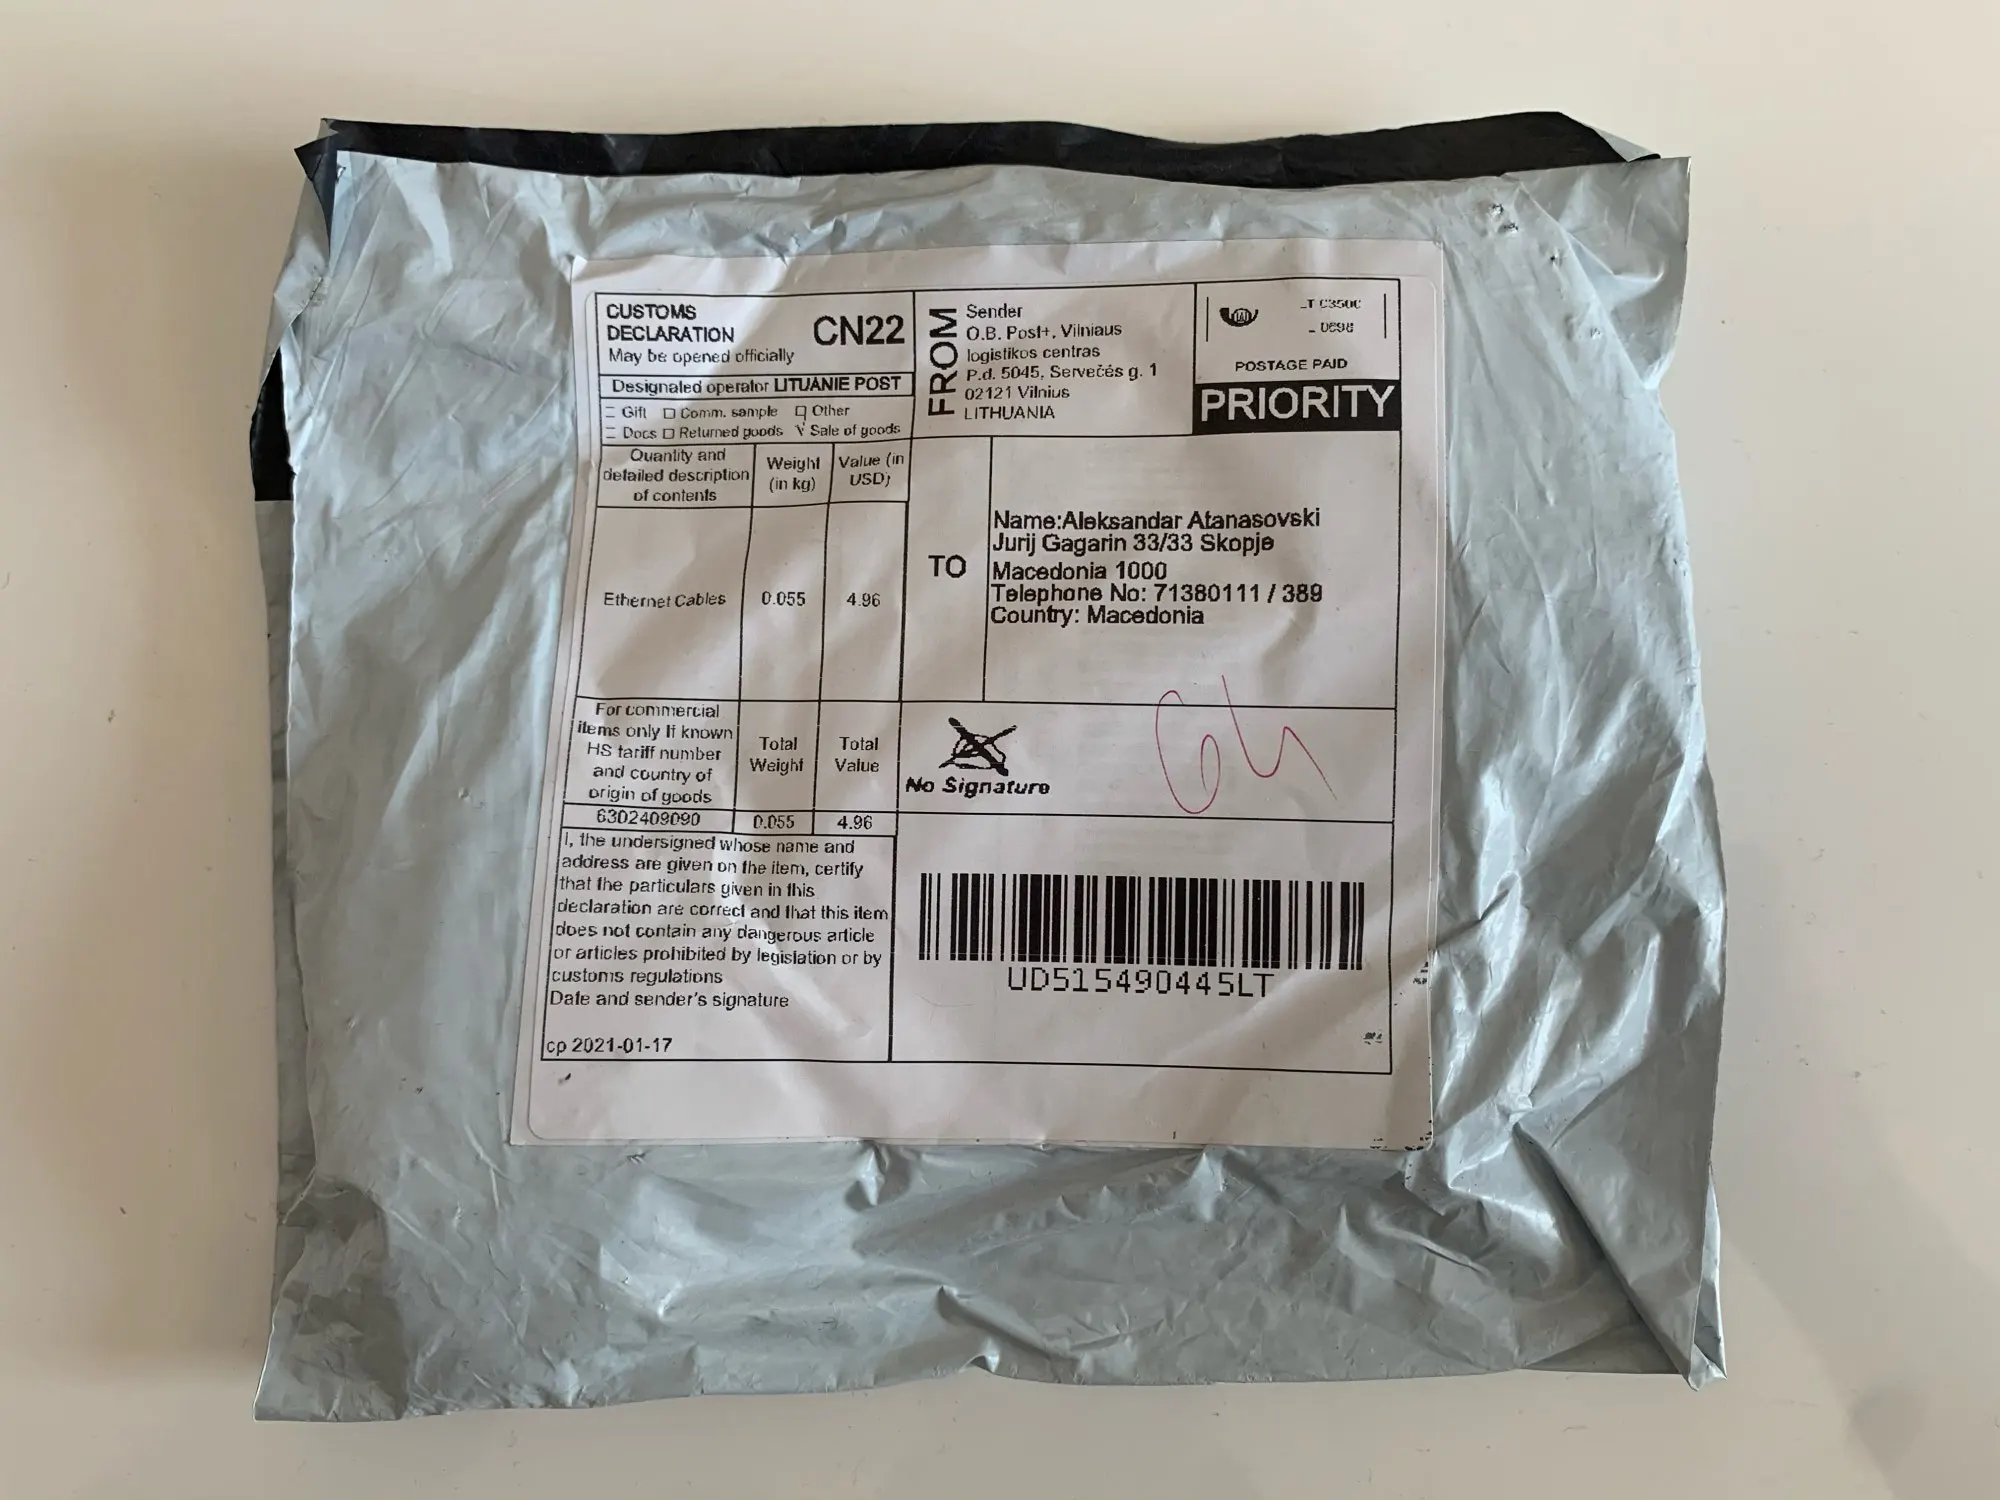 CUSTOMS
DECLARATION
CN22
May be opened officially
Designated operator LITUANIE POST
Gift Comm. sample Other
Docs Returned goods Sale of goods
Quantity and
detailed description
of contents
Weight
(in kg)
Value (in
USD)
Ethernet Cables 0.055 4.96
For commercial
items only If known
HS tariff number
and country of
origin of goods
Total
Weight
Total
Value
6302409090 0.055 4.96
I, the undersigned whose name and
address are given on the item, certify
that the particulars given in this
declaration are correct and that this item
does not contain any dangerous article
or articles prohibited by legislation or by
customs regulations
Date and sender's signature
cp 2021-01-17
FROM
Sender
O.B. Post+, Vilniaus
logistikos centras
P.d. 5045, Servečės g. 1
02121 Vilnius
LITHUANIA
POSTAGE PAID
PRIORITY
TO
Name:Aleksandar Atanasovski
Jurij Gagarin 33/33 Skopje
Macedonia 1000
Telephone No: 71380111 / 389
Country: Macedonia
No Signature
UD515490445LT